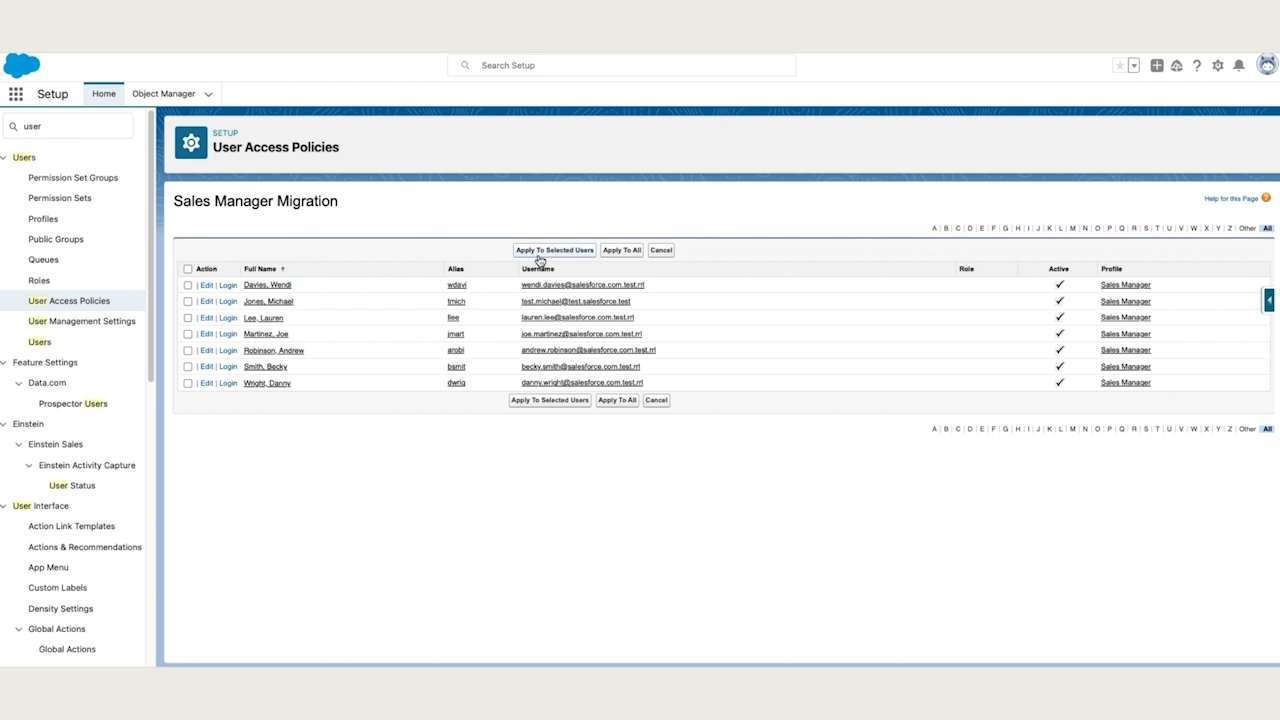 Search Setup
Setup
Home
Object Manager
user
Users
Permission Set Groups
Permission Sets
Profiles
Public Groups
Queues
Roles
User Access Policies
User Management Settings
Users
Feature Settings
Data.com
Prospector Users
Einstein
Einstein Sales
Einstein Activity Capture
User Status
User Interface
Action Link Templates
Actions & Recommendations
App Menu
Custom Labels
Density Settings
Global Actions
Global Actions
SETUP
User Access Policies
Sales Manager Migration
Help for this Page
A | B | C | D | E | F | G | H | I | J | K | L | M | N | O | P | Q | R | S | T | U | V | W | X | Y | Z | Other All
Apply To Selected Users Apply To All Cancel
Action Full Name Alias Username Role Active Profile
| Edit | Login Davies, Wendi wdavi wendi.davies@salesforce.com.test.rrl Sales Manager
| Edit | Login Jones, Michael tmich test.michael@test.salesforce.test Sales Manager
| Edit | Login Lee, Lauren llee lauren.lee@salesforce.com.test.rrl Sales Manager
| Edit | Login Martinez, Joe jmart joe.martinez@salesforce.com.test.rrl Sales Manager
| Edit | Login Robinson, Andrew arobi andrew.robinson@salesforce.com.test.rrl Sales Manager
| Edit | Login Smith, Becky bsmit becky.smith@salesforce.com.test.rrl Sales Manager
| Edit | Login Wright, Danny dwrig danny.wright@salesforce.com.test.rrl Sales Manager
Apply To Selected Users Apply To All Cancel
A | B | C | D | E | F | G | H | I | J | K | L | M | N | O | P | Q | R | S | T | U | V | W | X | Y | Z | Other All